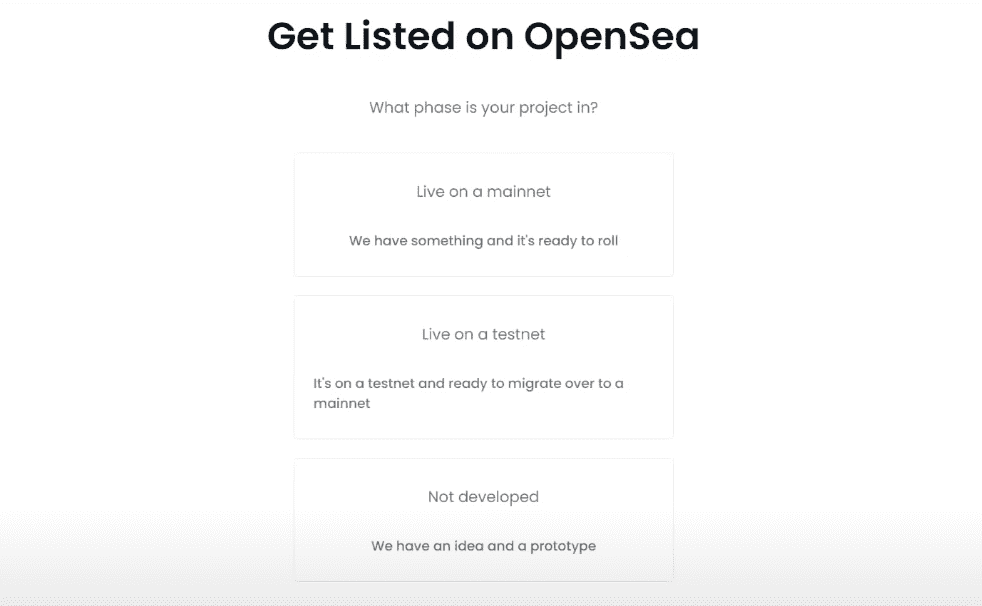 Get Listed on OpenSea
What phase is your project in?
Live on a mainnet
We have something and it's ready to roll
Live on a testnet
It's on a testnet and ready to migrate over to a
mainnet
Not developed
We have an idea and a prototype